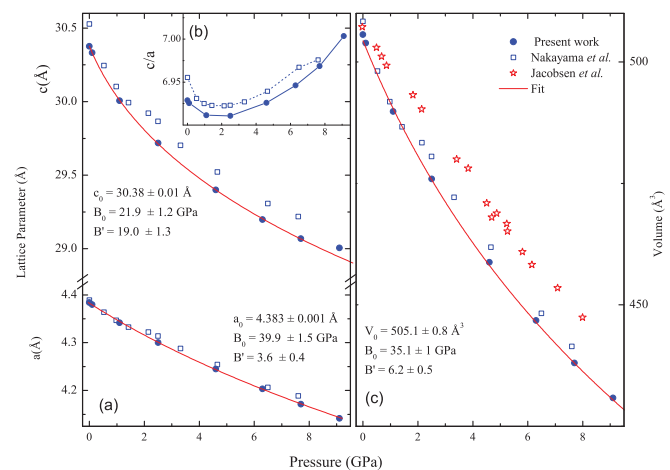 30.5
30.0
29.5
29.0
4.4
4.3
4.2
c(Å)
Lattice Parameter (Å)
a(Å)
(b)
7.00
6.95
6.90
c/a
0 2 4 6 8
c₀ = 30.38 ± 0.01 Å
B₀ = 21.9 ± 1.2 GPa
B' = 19.0 ± 1.3
a₀ = 4.383 ± 0.001 Å
B₀ = 39.9 ± 1.5 GPa
B' = 3.6 ± 0.4
(a)
0 2 4 6 8
Present work
Nakayama et al.
Jacobsen et al.
Fit
500
450
Volume (Å³)
V₀ = 505.1 ± 0.8 Å³
B₀ = 35.1 ± 1 GPa
B' = 6.2 ± 0.5
(c)
0 2 4 6 8
Pressure (GPa)